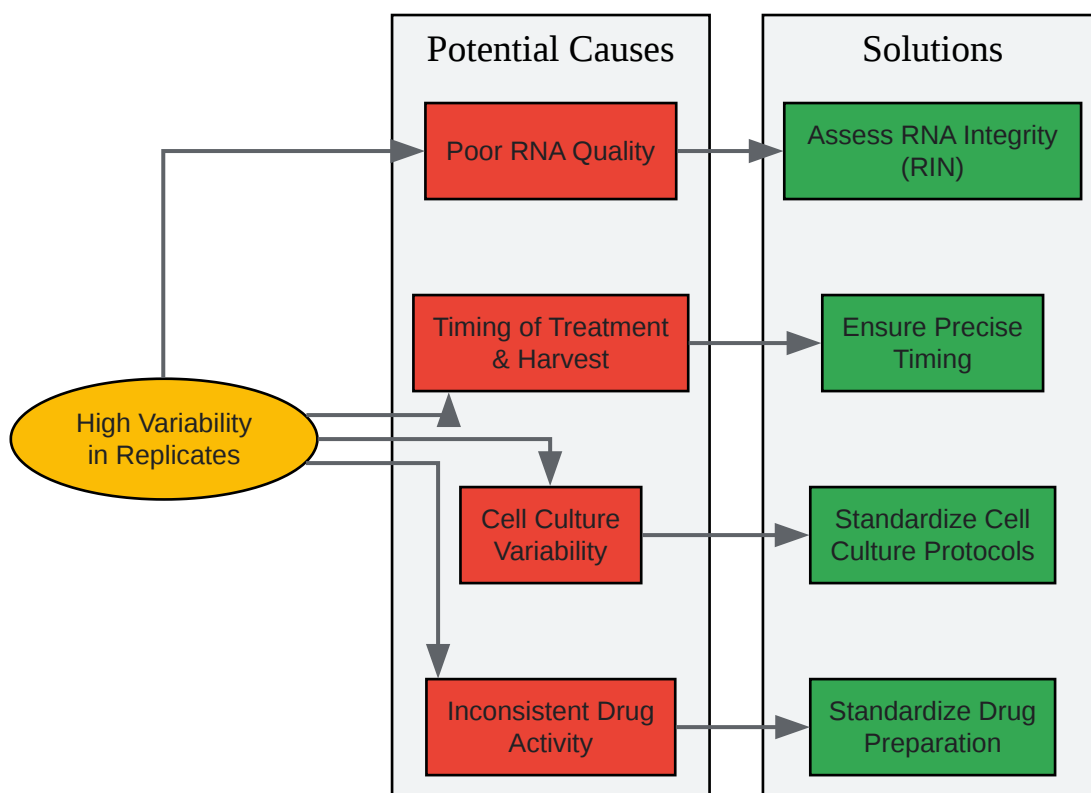 Potential Causes
Solutions
Poor RNA Quality
Assess RNA Integrity
(RIN)
Timing of Treatment
& Harvest
Ensure Precise
Timing
High Variability
in Replicates
Cell Culture
Variability
Standardize Cell
Culture Protocols
Inconsistent Drug
Activity
Standardize Drug
Preparation